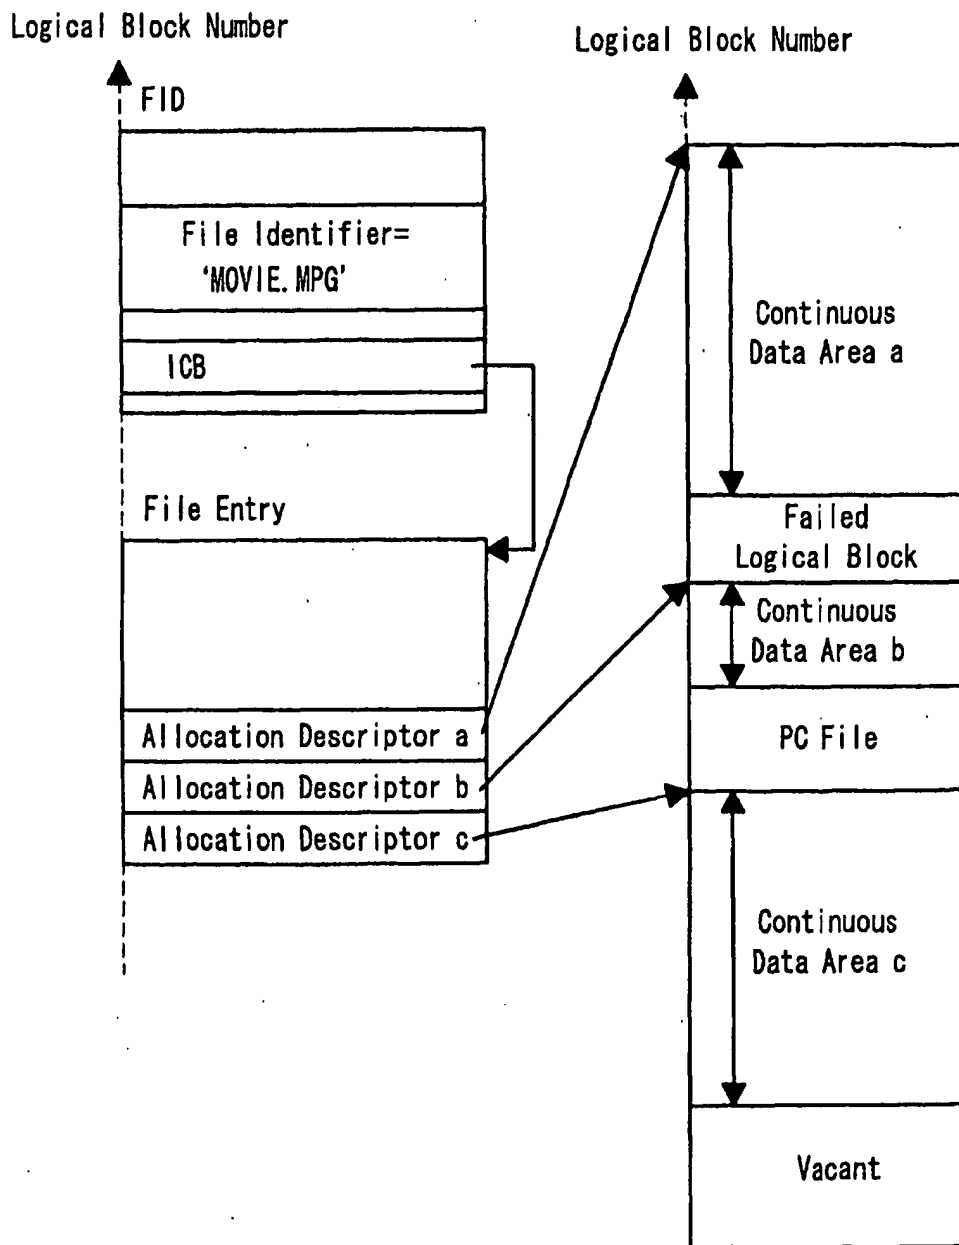 Logical Block Number
FID
File Identifier=
‘MOVIE.MPG’
ICB
File Entry
Allocation Descriptor a
Allocation Descriptor b
Allocation Descriptor c
Logical Block Number
Continuous
Data Area a
Failed
Logical Block
Continuous
Data Area b
PC File
Continuous
Data Area c
Vacant